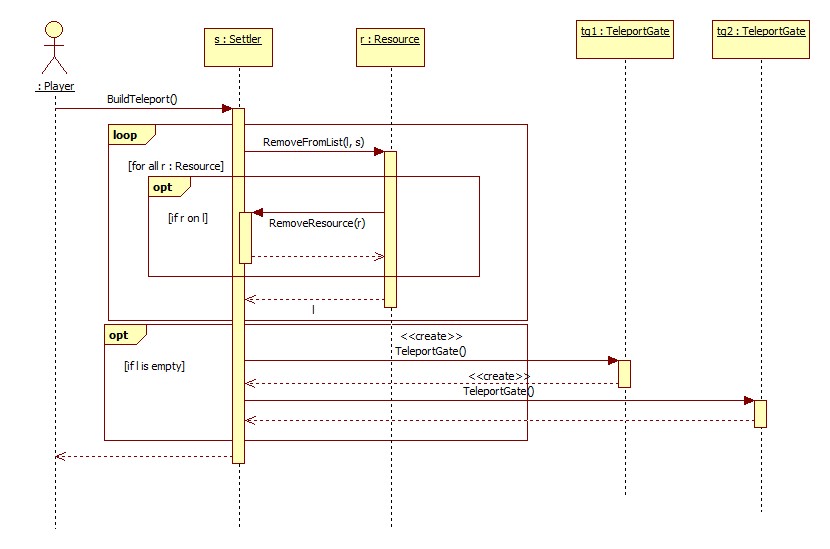 s : Settler
r : Resource
tg1 : TeleportGate
tg2 : TeleportGate
: Player
BuildTeleport()
loop
RemoveFromList(l, s)
[for all r : Resource]
opt
[if r on l]
RemoveResource(r)
l
opt
<<create>>
TeleportGate()
[if l is empty]
<<create>>
TeleportGate()